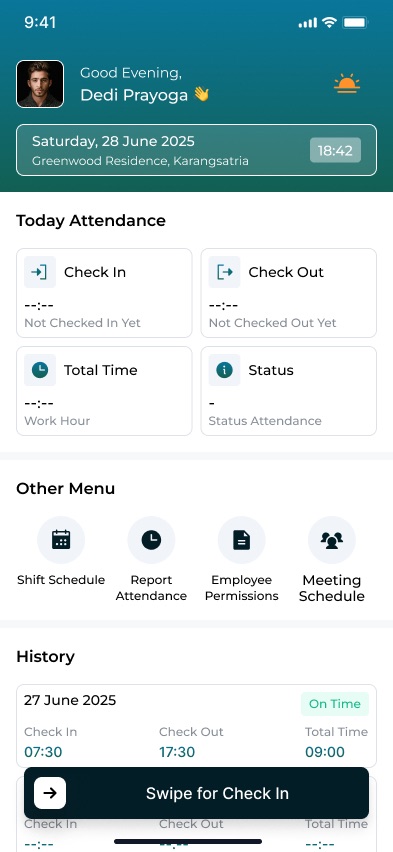 9:41
Good Evening,
Dedi Prayoga 👋
Saturday, 28 June 2025
Greenwood Residence, Karangsatria
18:42
Today Attendance
Check In
--:--
Not Checked In Yet
Check Out
--:--
Not Checked Out Yet
Total Time
--:--
Work Hour
Status
-
Status Attendance
Other Menu
Shift Schedule
Report
Attendance
Employee
Permissions
Meeting
Schedule
History
27 June 2025
On Time
Check In
Check Out
Total Time
07:30
17:30
09:00
Swipe for Check In
Check In
Check Out
Total Time
--:--
--:--
--:--